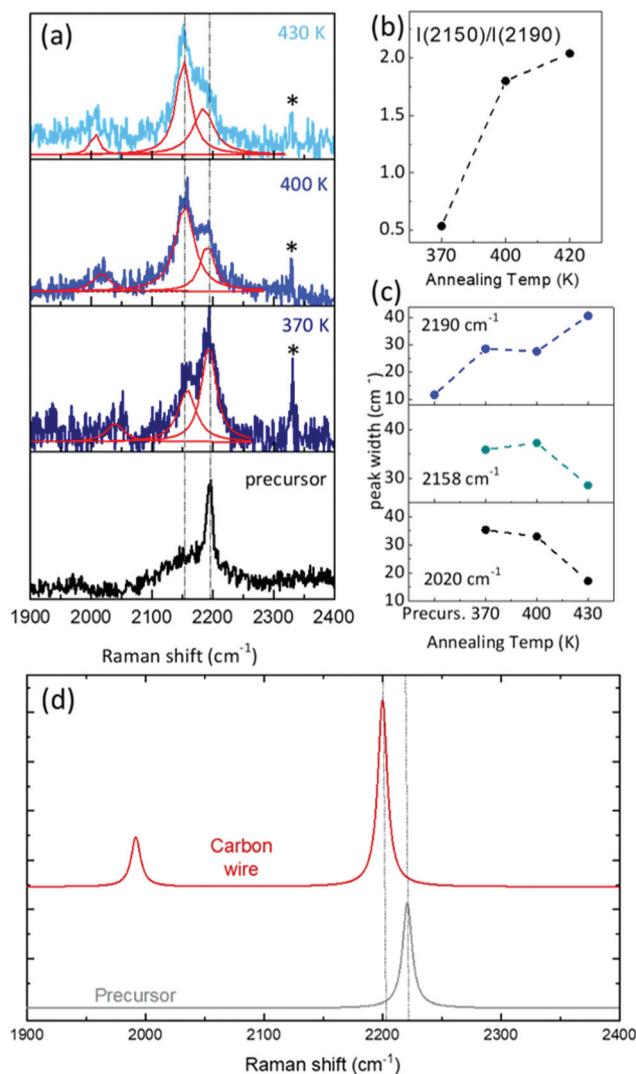 (a)
430 K
*
400 K
*
370 K
*
precursor
1900 2000 2100 2200 2300 2400
Raman shift (cm⁻¹)
(b)
I(2150)/I(2190)
2.0
1.5
1.0
0.5
370 400 420
Annealing Temp (K)
(c)
peak width (cm⁻¹)
40
30
20
10
2190 cm⁻¹
30
2158 cm⁻¹
40
30
20
10
2020 cm⁻¹
Precurs. 370 400 430
Annealing Temp (K)
(d)
Carbon
wire
Precursor
1900 2000 2100 2200 2300 2400
Raman shift (cm⁻¹)